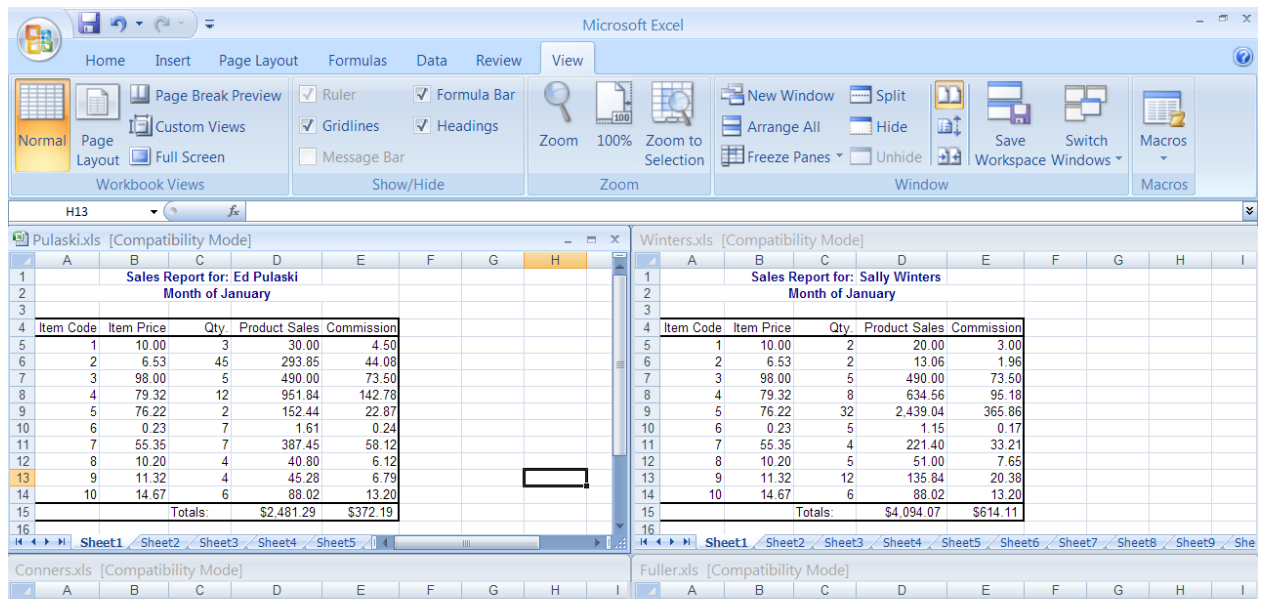 Microsoft Excel
Home Insert Page Layout Formulas Data Review View
Normal
Page Layout
Page Break Preview
Custom Views
Full Screen
Workbook Views
Ruler Formula Bar
Gridlines Headings
Message Bar
Show/Hide
Zoom
100%
100
Zoom to Selection
Zoom
New Window
Arrange All
Freeze Panes
Split
Hide
Unhide
Save Workspace
Switch Windows
Window
Macros
Macros
H13 fx
Pulaski.xls [Compatibility Mode]
A B C D E F G H
1 Sales Report for: Ed Pulaski
2 Month of January
3
4 Item Code Item Price Qty. Product Sales Commission
5 1 10.00 3 30.00 4.50
6 2 6.53 45 293.85 44.08
7 3 98.00 5 490.00 73.50
8 4 79.32 12 951.84 142.78
9 5 76.22 2 152.44 22.87
10 6 0.23 7 1.61 0.24
11 7 55.35 7 387.45 58.12
12 8 10.20 4 40.80 6.12
13 9 11.32 4 45.28 6.79
14 10 14.67 6 88.02 13.20
15 Totals: $2,481.29 $372.19
16
Sheet1 Sheet2 Sheet3 Sheet4 Sheet5
Winters.xls [Compatibility Mode]
A B C D E F G H I
1 Sales Report for: Sally Winters
2 Month of January
3
4 Item Code Item Price Qty. Product Sales Commission
5 1 10.00 2 20.00 3.00
6 2 6.53 2 13.06 1.96
7 3 98.00 5 490.00 73.50
8 4 79.32 8 634.56 95.18
9 5 76.22 32 2,439.04 365.86
10 6 0.23 5 1.15 0.17
11 7 55.35 4 221.40 33.21
12 8 10.20 5 51.00 7.65
13 9 11.32 12 135.84 20.38
14 10 14.67 6 88.02 13.20
15 Totals: $4,094.07 $614.11
16
Sheet1 Sheet2 Sheet3 Sheet4 Sheet5 Sheet6 Sheet7 Sheet8 Sheet9 She
Conners.xls [Compatibility Mode]
A B C D E F G H I
Fuller.xls [Compatibility Mode]
A B C D E F G H I